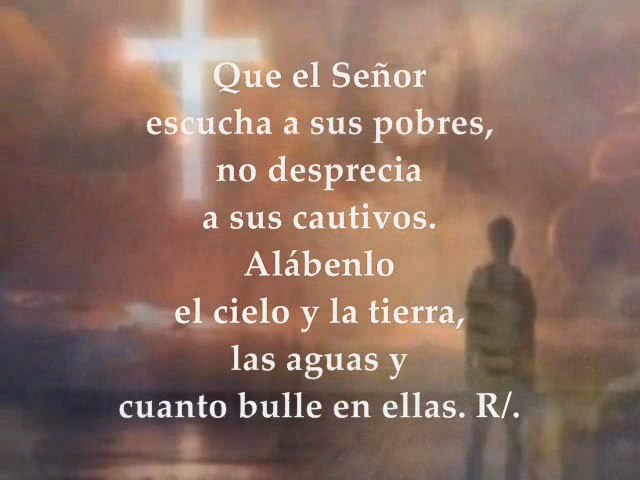 Que el Señor
escucha a sus pobres,
no desprecia
a sus cautivos.
Alábenlo
el cielo y la tierra,
las aguas y
cuanto bulle en ellas. R/.